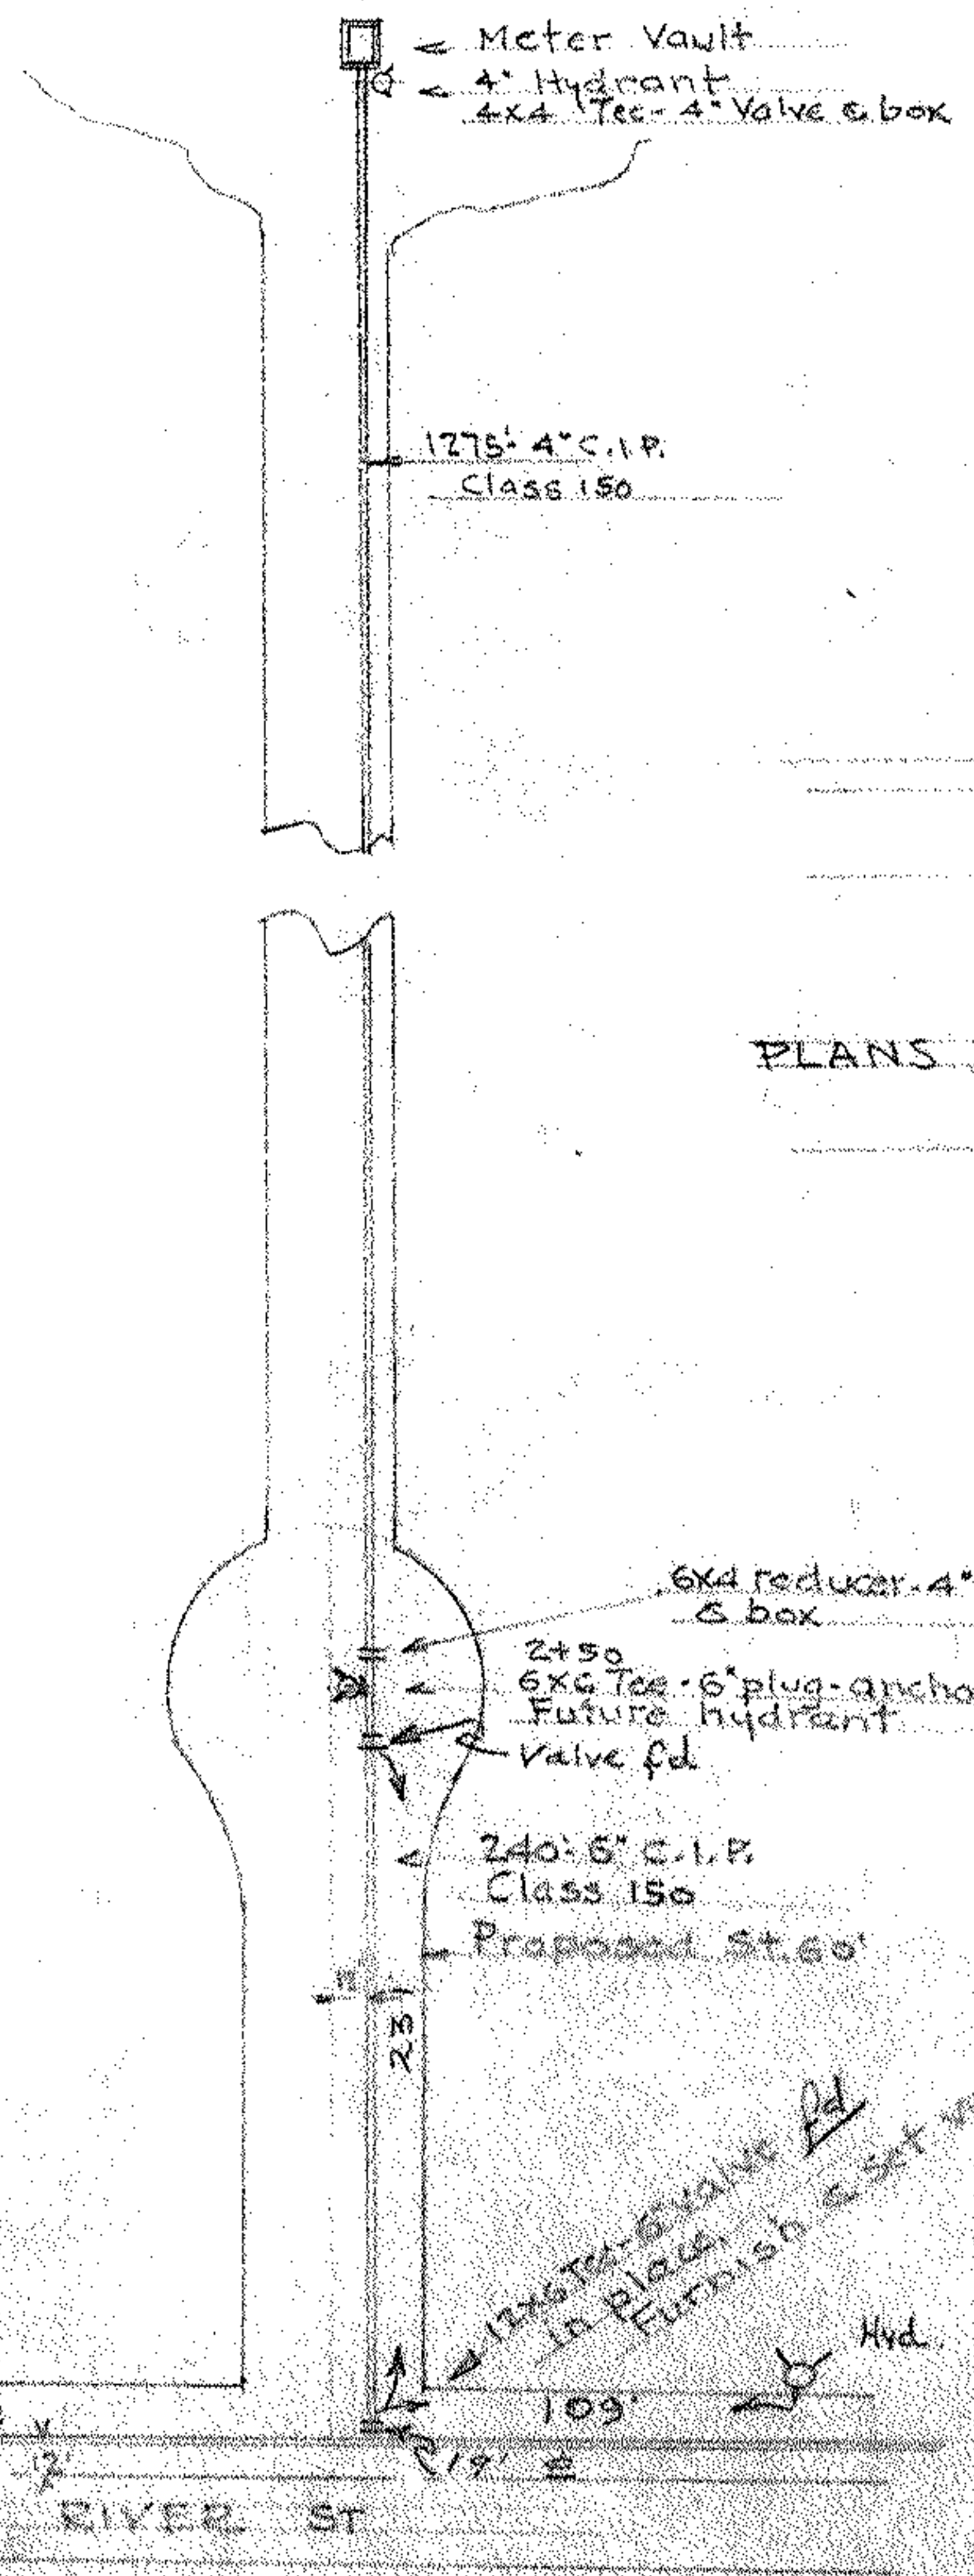 Meter Vault
4" Hydrant
4x4 Tee - 4" Valve & box
1275'- 4" C.I.P.
Class 150
PLANS
6x4 reducer - 4"
& box
2+50
6x6 Tee - 6" plug - ancho
Future hydrant
Valve fd
240'- 6" C.I.P.
Class 150
Proposed St. 60'
23'
fd
12x6 Tee - 6" valve
in place,
Furnish & Set
Hyd.
109'
19'
RIVER ST